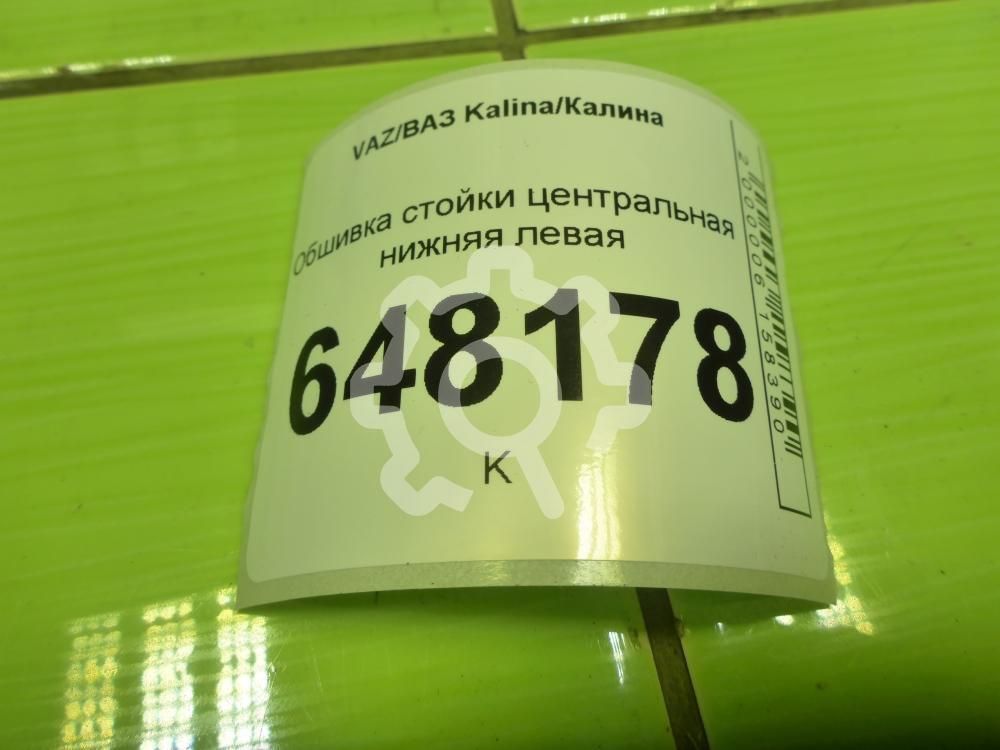 VAZ/ВАЗ Kalina/Калина
Обшивка стойки центральная
нижняя левая
648178
К
2000006158390